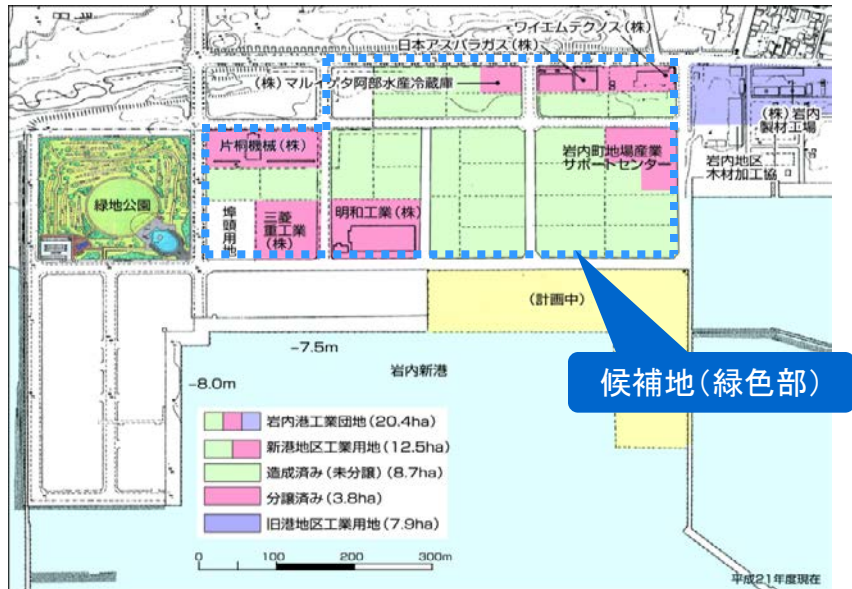 ワイエムテクノス(株)
日本アスパラガス(株)
(株)マルイゲタ阿部水産冷蔵庫
(株)岩内
製材工場
片桐機械(株)
岩内町地場産業
サポートセンター
岩内地区
木材加工協
緑地公園
埠頭用地
三菱
重工業
(株)
明和工業(株)
(計画中)
-7.5m
岩内新港
-8.0m
候補地(緑色部)
岩内港工業団地(20.4ha)
新港地区工業用地(12.5ha)
造成済み(未分譲)(8.7ha)
分譲済み(3.8ha)
旧港地区工業用地(7.9ha)
0 100 200 300m
平成21年度現在